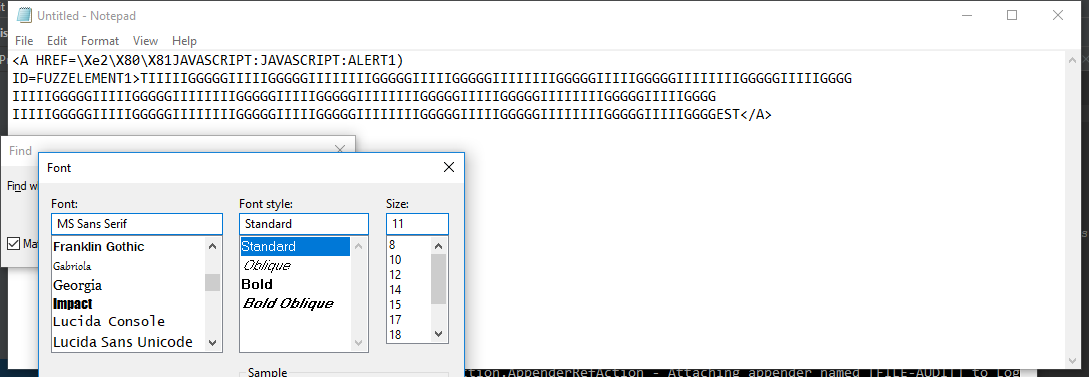 Untitled - Notepad
File Edit Format View Help
<A HREF=\Xe2\X80\X81JAVASCRIPT:JAVASCRIPT:ALERT1)
ID=FUZZELEMENT1>TIIIIIGGGGGIIIIIGGGGGIIIIIIIIGGGGGIIIIIGGGGGIIIIIIIIGGGGGIIIIIGGGGGIIIIIIIIGGGGGIIIIIGGGG
IIIIIGGGGGIIIIIGGGGGIIIIIIIIGGGGGIIIIIGGGGGIIIIIIIIGGGGGIIIIIGGGGGIIIIIIIIGGGGGIIIIIGGGG
IIIIIGGGGGIIIIIGGGGGIIIIIIIIGGGGGIIIIIGGGGGIIIIIIIIGGGGGIIIIIGGGGGIIIIIIIIGGGGGIIIIIGGGGEST</A>
Find
Find w
Font
Font: Font style: Size:
MS Sans Serif Standard 11
Franklin Gothic Standard 8
Gabriola Oblique 10
Georgia Bold 12
Impact Bold Oblique 14
Lucida Console 15
Lucida Sans Unicode 17
18
Sample
ction.AppenderRefAction - Attaching appender named [FILE-AUDIT] to Log